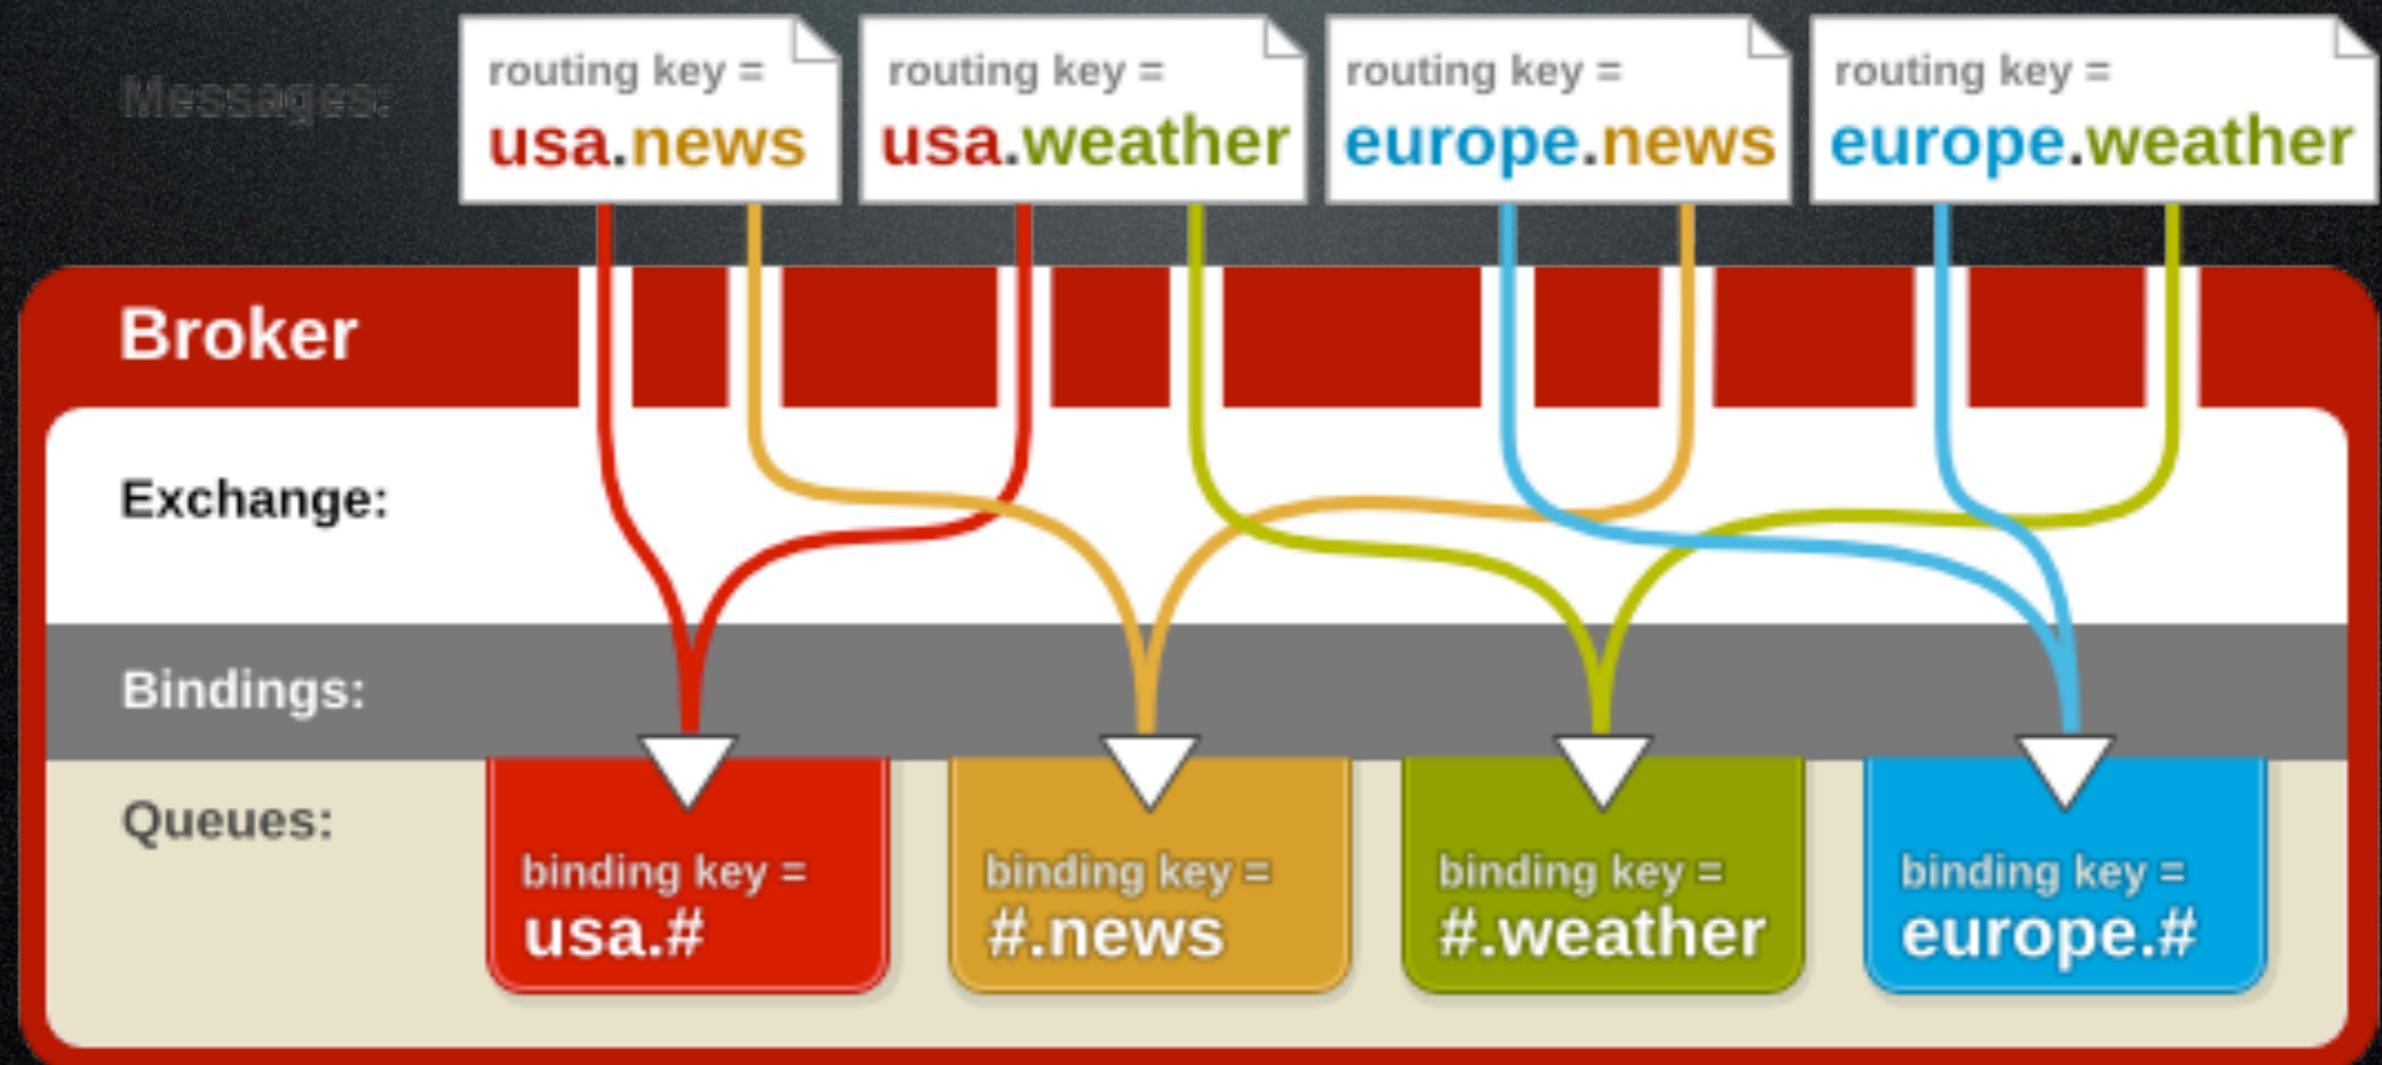 Messages:
routing key =
usa.news
routing key =
usa.weather
routing key =
europe.news
routing key =
europe.weather
Broker
Exchange:
Bindings:
Queues:
binding key =
usa.#
binding key =
#.news
binding key =
#.weather
binding key =
europe.#